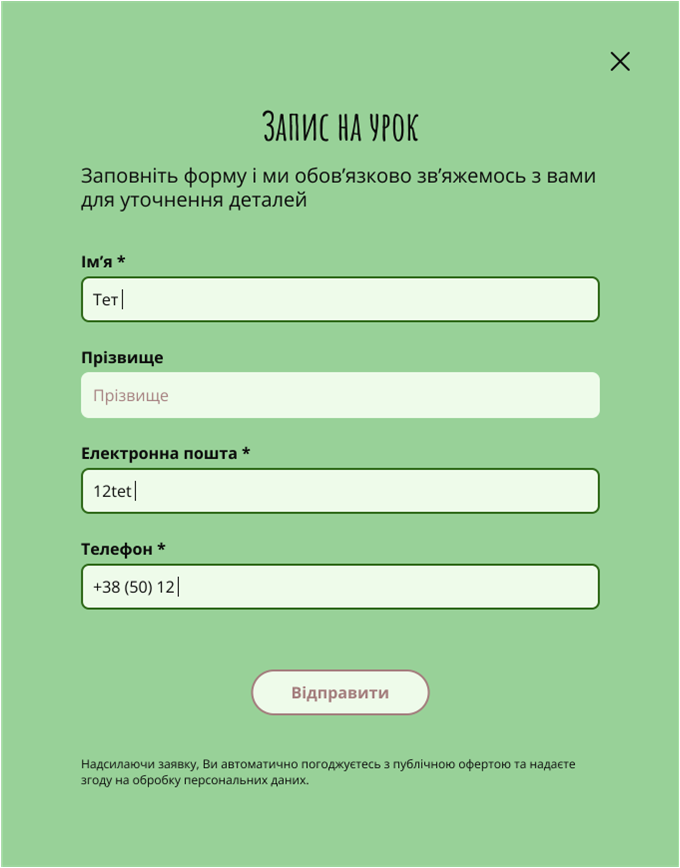 Запис на урок
Заповніть форму і ми обов’язково зв’яжемось з вами
для уточнення деталей
Ім’я *
Тет
Прізвище
Прізвище
Електронна пошта *
12tet
Телефон *
+38 (50) 12
Відправити
Надсилаючи заявку, Ви автоматично погоджуєтесь з публічною офертою та надаєте
згоду на обробку персональних даних.